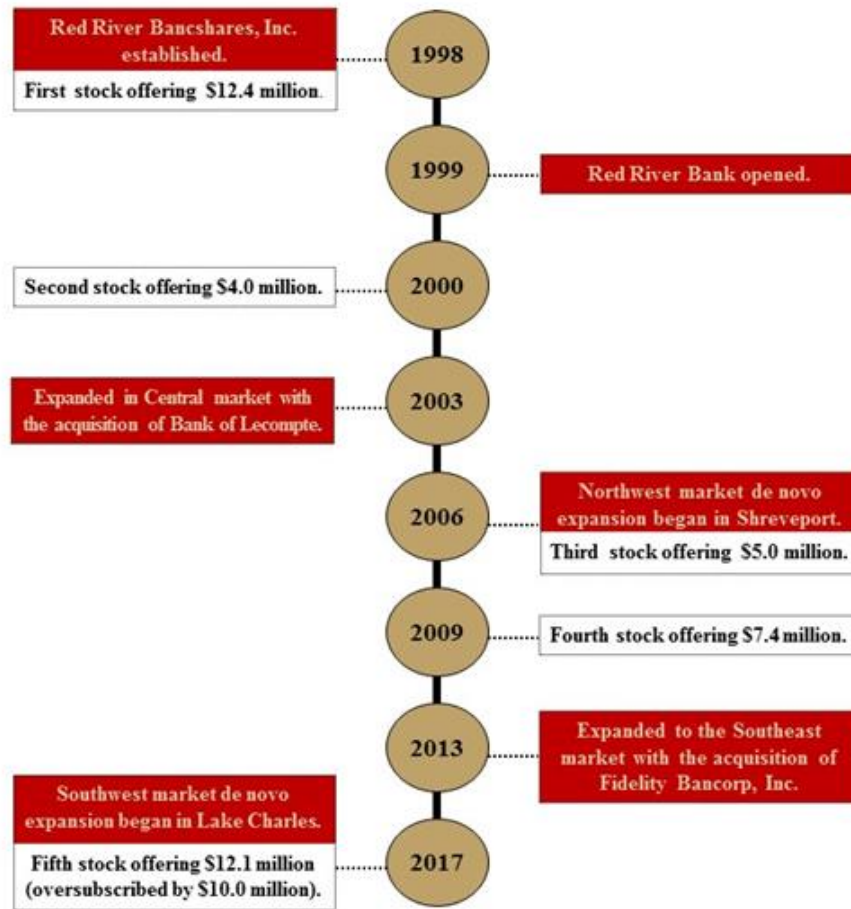 Red River Bancshares, Inc.
established.
First stock offering $12.4 million.
1998
1999
Red River Bank opened.
Second stock offering $4.0 million.
2000
Expanded in Central market with
the acquisition of Bank of Lecompte.
2003
2006
Northwest market de novo
expansion began in Shreveport.
Third stock offering $5.0 million.
2009
Fourth stock offering $7.4 million.
2013
Expanded to the Southeast
market with the acquisition of
Fidelity Bancorp, Inc.
Southwest market de novo
expansion began in Lake Charles.
Fifth stock offering $12.1 million
(oversubscribed by $10.0 million).
2017